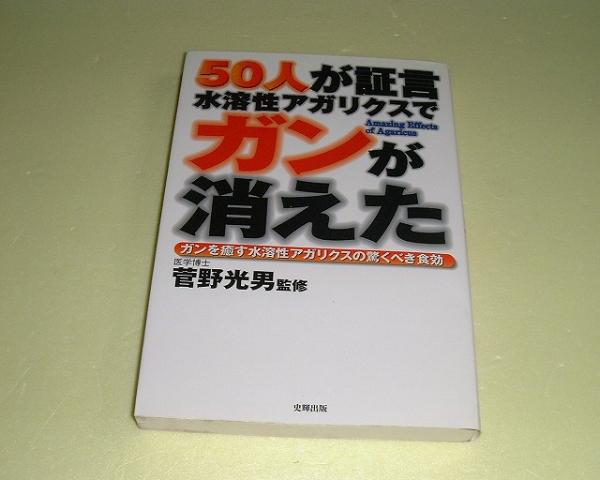 50人が証言
水溶性アガリクスで
Amazing Effects
of Agaricus
ガンが
消えた
ガンを癒す水溶性アガリクスの驚くべき食効
医学博士
菅野光男監修
史輝出版